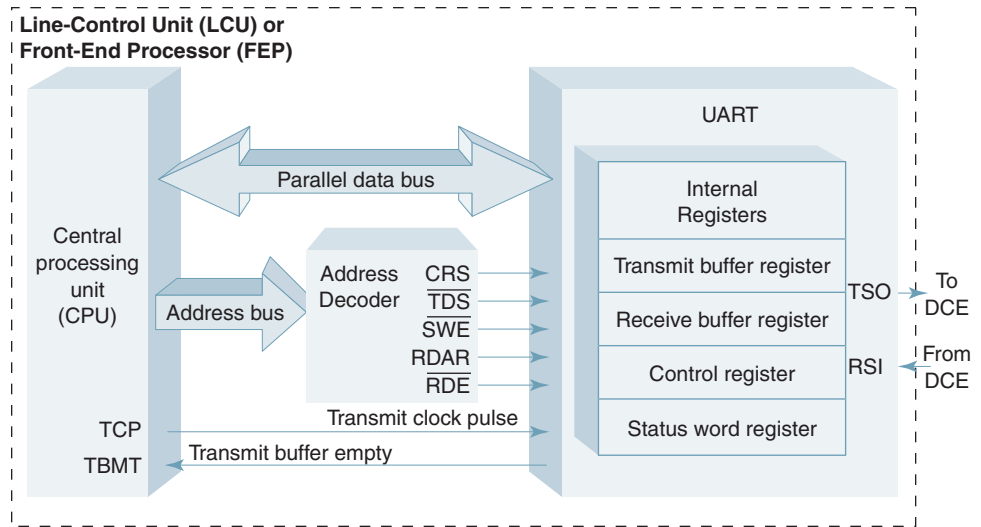 Line-Control Unit (LCU) or
Front-End Processor (FEP)
UART
Parallel data bus
Internal
Registers
Central
processing
unit
(CPU)
Address
Decoder
CRS
TDS
SWE
RDAR
RDE
Address bus
Transmit buffer register
Receive buffer register
Control register
Status word register
TSO
To
DCE
RSI
From
DCE
TCP
Transmit clock pulse
TBMT
Transmit buffer empty